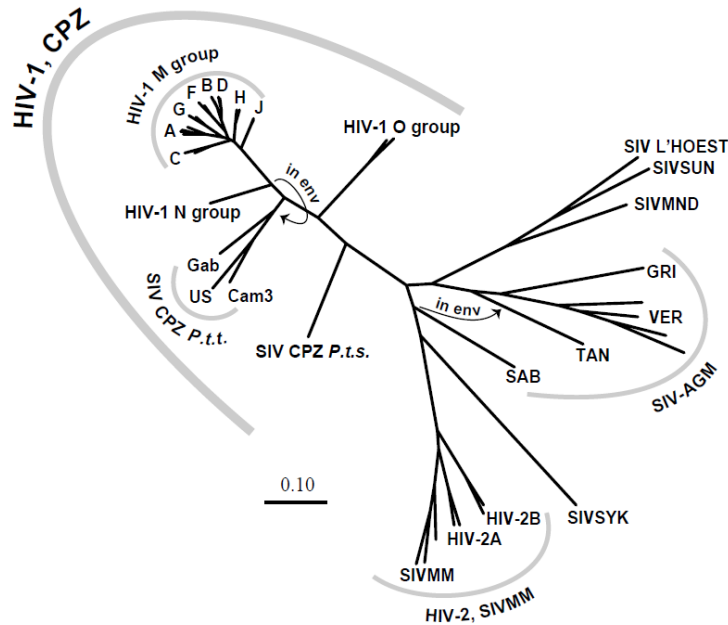 HIV-1, CPZ
HIV-1 M group
F
B
D
H
J
G
A
C
HIV-1 O group
in env
HIV-1 N group
Gab
US
Cam3
SIV CPZ P.t.t.
SIV CPZ P.t.s.
SIV L'HOEST
SIVSUN
SIVMND
GRI
VER
in env
TAN
SAB
SIV-AGM
0.10
HIV-2B
SIVSYK
HIV-2A
SIVMM
HIV-2, SIVMM